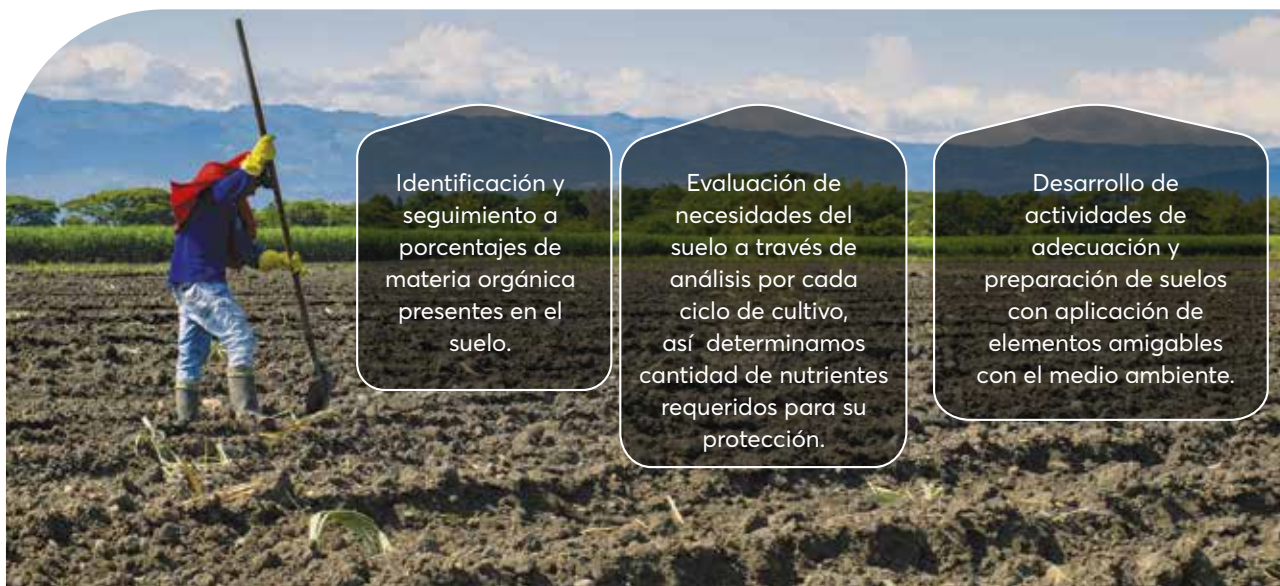 Identificación y
seguimiento a
porcentajes de
materia orgánica
presentes en el
suelo.
Evaluación de
necesidades del
suelo a través de
análisis por cada
ciclo de cultivo,
así determinamos
cantidad de nutrientes
requeridos para su
protección.
Desarrollo de
actividades de
adecuación y
preparación de suelos
con aplicación de
elementos amigables
con el medio ambiente.